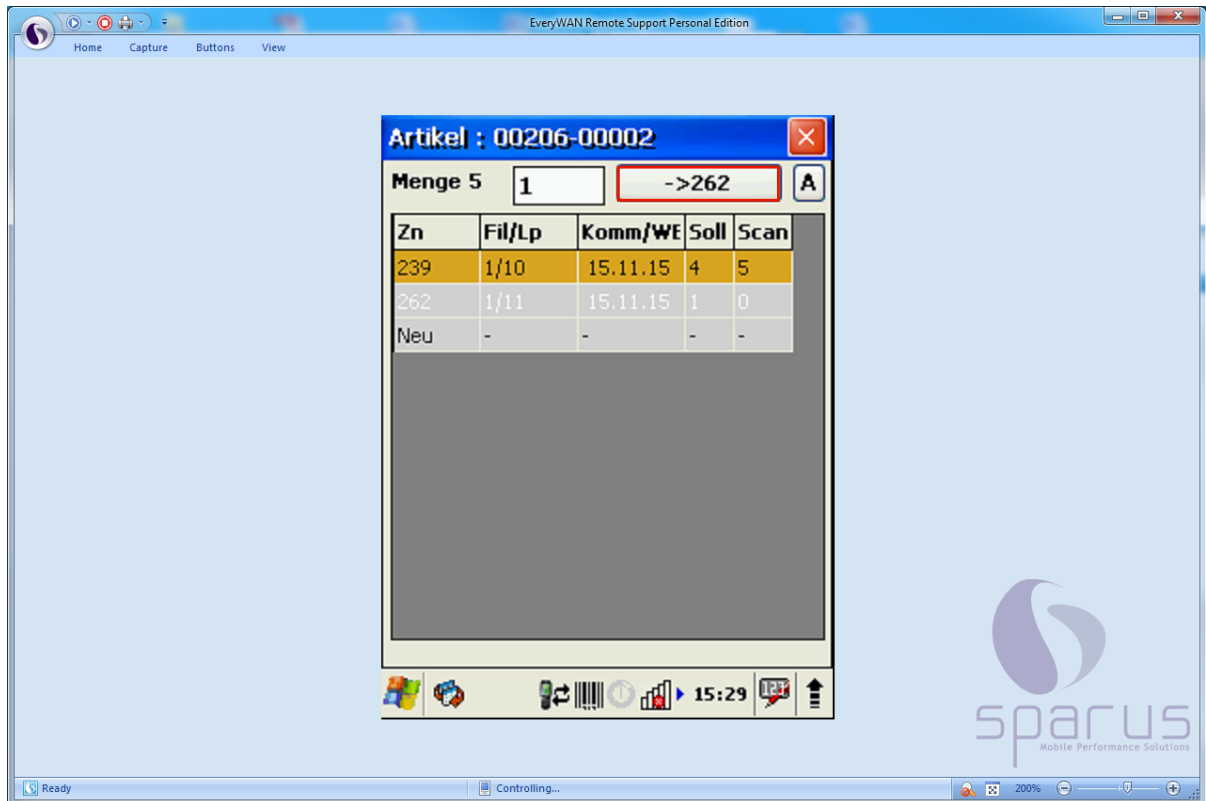 EveryWAN Remote Support Personal Edition
Home Capture Buttons View
Artikel : 00206-00002
Menge 5 1 ->262 A
Zn Fil/Lp Komm/WE Soll Scan
239 1/10 15.11.15 4 5
262 1/11 15.11.15 1 0
Neu - - - -
15:29
sparus
Mobile Performance Solutions
Ready Controlling... 200%